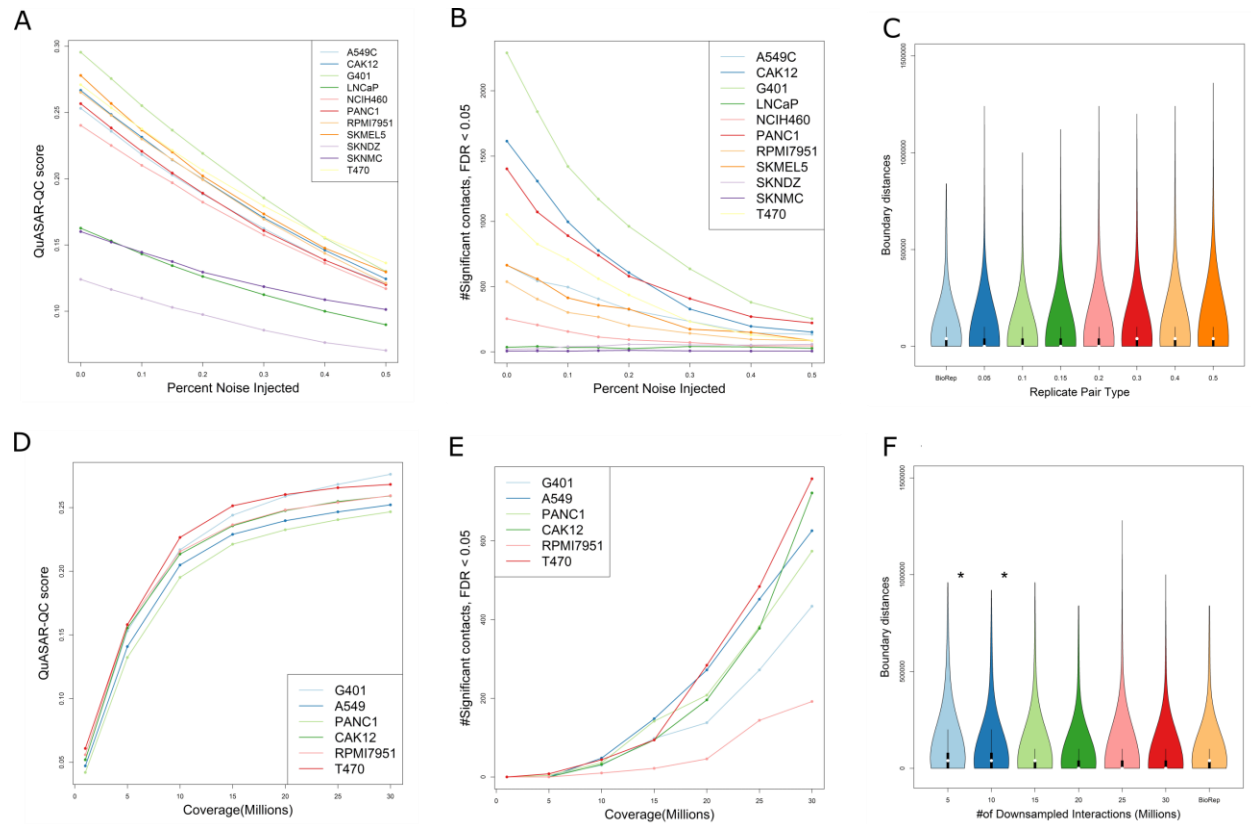 A
QuASAR-QC score
0.30
0.25
0.20
0.15
0.10
A549C
CAK12
G401
LNCaP
NCIH460
PANC1
RPMI7951
SKMEL5
SKNDZ
SKNMC
T470
0.0 0.1 0.2 0.3 0.4 0.5
Percent Noise Injected
B
#Significant contacts, FDR < 0.05
2000
1500
1000
500
0
A549C
CAK12
G401
LNCaP
NCIH460
PANC1
RPMI7951
SKMEL5
SKNDZ
SKNMC
T470
0.0 0.1 0.2 0.3 0.4 0.5
Percent Noise Injected
C
Boundary distances
1500000
1000000
500000
0
BioRep 0.05 0.1 0.15 0.2 0.3 0.4 0.5
Replicate Pair Type
D
QuASAR-QC score
0.25
0.20
0.15
0.10
0.05
G401
A549
PANC1
CAK12
RPMI7951
T470
0 5 10 15 20 25 30
Coverage(Millions)
E
#Significant contacts, FDR < 0.05
600
400
200
0
G401
A549
PANC1
CAK12
RPMI7951
T470
0 5 10 15 20 25 30
Coverage(Millions)
F
Boundary distances
1500000
1000000
500000
0
* *
5 10 15 20 25 30 BioRep
#of Downsampled Interactions (Millions)